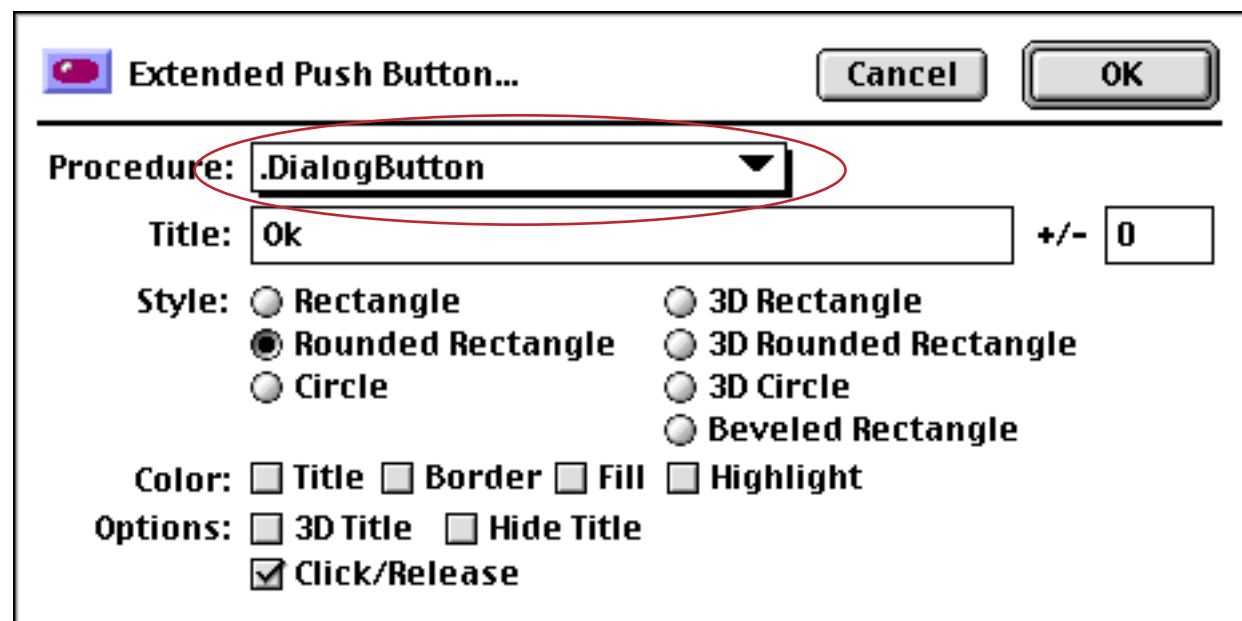 Extended Push Button... Cancel OK
Procedure: .DialogButton
Title: Ok +/- 0
Style: Rectangle 3D Rectangle
Rounded Rectangle 3D Rounded Rectangle
Circle 3D Circle
Beveled Rectangle
Color: Title Border Fill Highlight
Options: 3D Title Hide Title
Click/Release